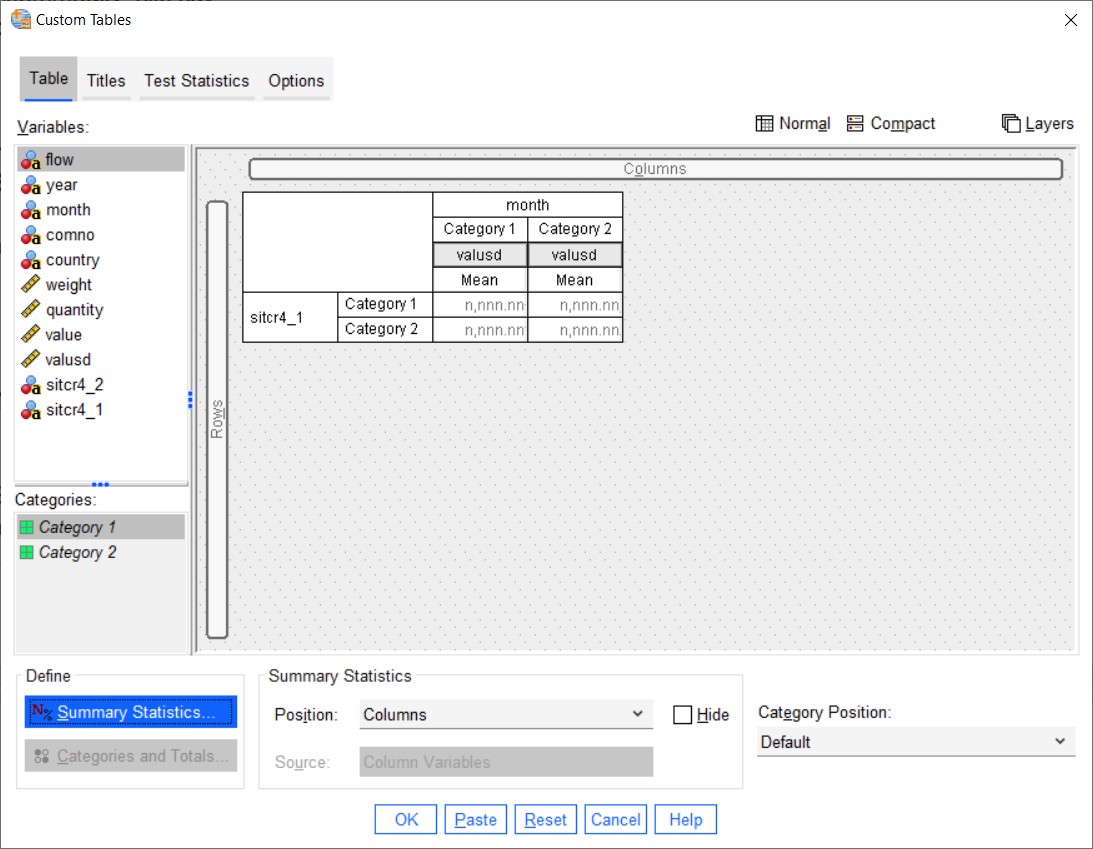 Custom Tables
Table Titles Test Statistics Options
Variables:
Normal Compact Layers
flow
year
month
comno
country
weight
quantity
value
valusd
sitcr4_2
sitcr4_1
Columns
Rows
month
Category 1 Category 2
valusd valusd
Mean Mean
sitcr4_1 Category 1 n,nnn.nn n,nnn.nn
Category 2 n,nnn.nn n,nnn.nn
Categories:
Category 1
Category 2
Define
Summary Statistics...
Categories and Totals...
Summary Statistics
Position: Columns Hide
Source: Column Variables
Category Position:
Default
OK Paste Reset Cancel Help